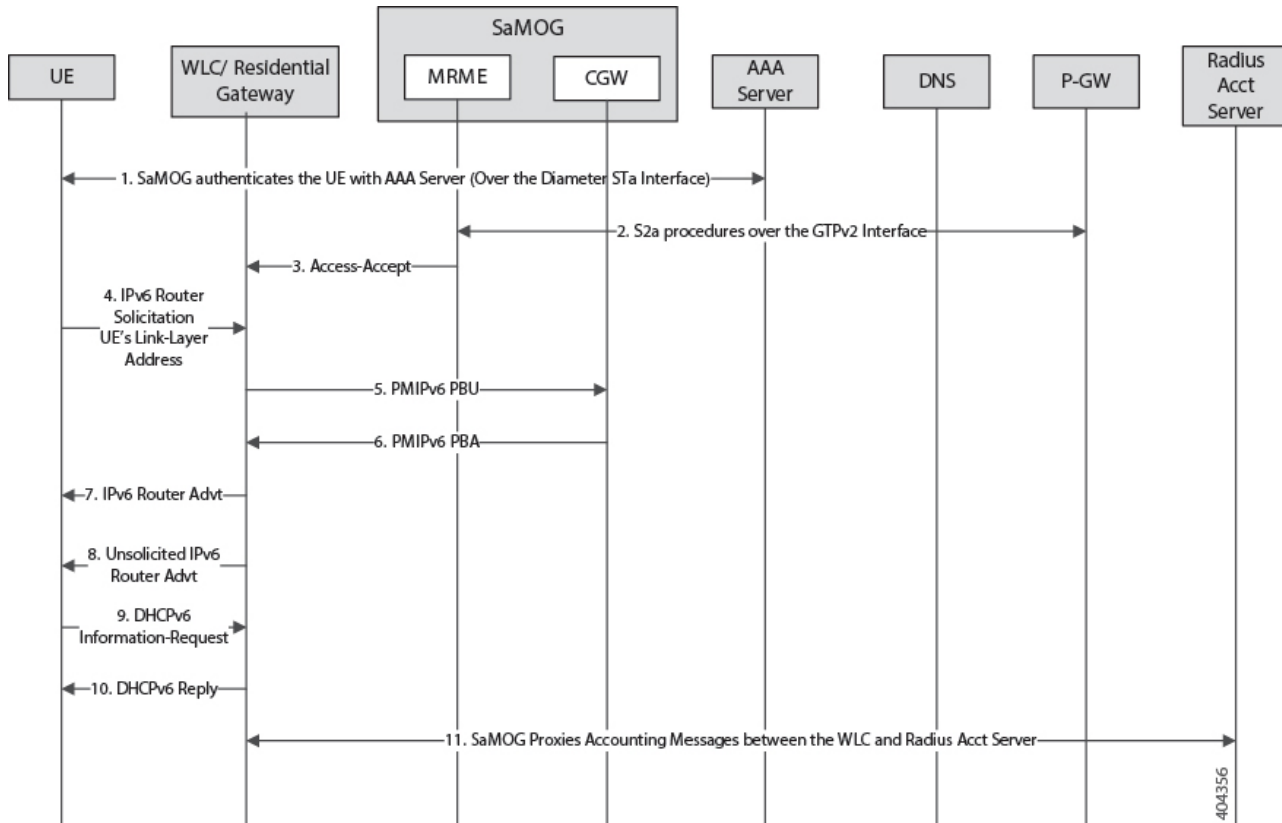 SaMOG
UE
WLC/ Residential
Gateway
MRME
CGW
AAA
Server
DNS
P-GW
Radius
Acct
Server
1. SaMOG authenticates the UE with AAA Server (Over the Diameter STa Interface)
2. S2a procedures over the GTPv2 Interface
3. Access-Accept
4. IPv6 Router
Solicitation
UE's Link-Layer
Address
5. PMIPv6 PBU
6. PMIPv6 PBA
7. IPv6 Router Advt
8. Unsolicited IPv6
Router Advt
9. DHCPv6
Information-Request
10. DHCPv6 Reply
11. SaMOG Proxies Accounting Messages between the WLC and Radius Acct Server
404356